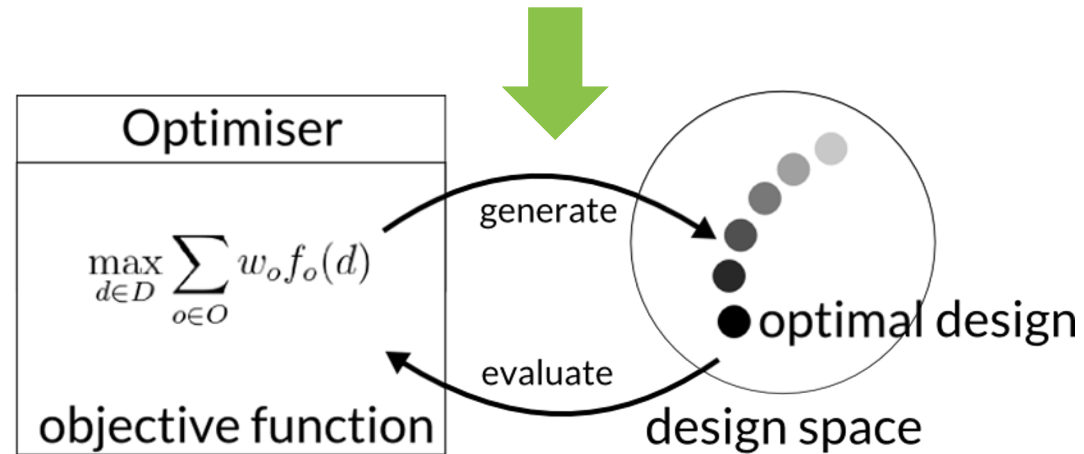 Optimiser
generate
max d∈D ∑ o∈O w_o f_o(d)
optimal design
evaluate
objective function
design space